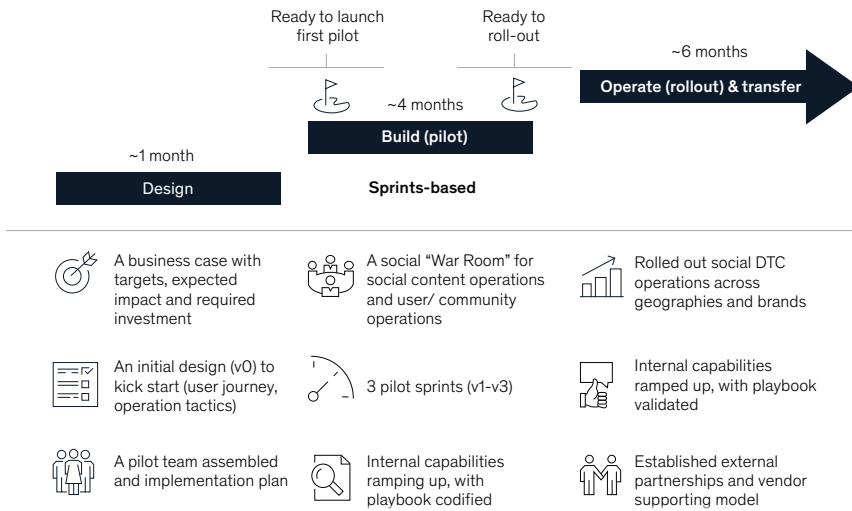 Ready to launch
first pilot
Ready to
roll-out
~6 months
Operate (rollout) & transfer
~4 months
Build (pilot)
~1 month
Design
Sprints-based
A business case with
targets, expected
impact and required
investment
A social “War Room” for
social content operations
and user/ community
operations
Rolled out social DTC
operations across
geographies and brands
An initial design (v0) to
kick start (user journey,
operation tactics)
3 pilot sprints (v1-v3)
Internal capabilities
ramped up, with playbook
validated
A pilot team assembled
and implementation plan
Internal capabilities
ramping up, with
playbook codified
Established external
partnerships and vendor
supporting model